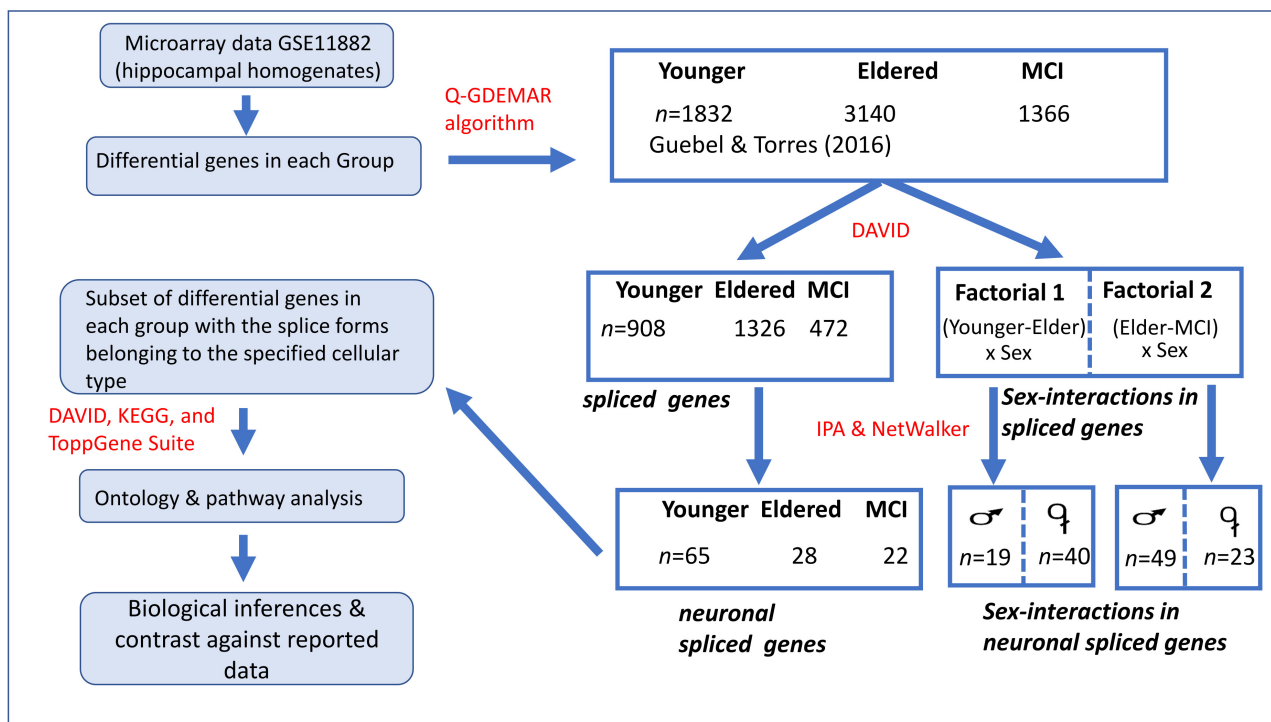 Microarray data GSE11882
(hippocampal homogenates)
Differential genes in each Group
Q-GDEMAR
algorithm
Younger Eldered MCI
n=1832 3140 1366
Guebel & Torres (2016)
DAVID
Younger Eldered MCI
n=908 1326 472
spliced genes
Factorial 1 Factorial 2
(Younger-Elder) (Elder-MCI)
x Sex x Sex
Sex-interactions in
spliced genes
IPA & NetWalker
Younger Eldered MCI
n=65 28 22
neuronal
spliced genes
♂ ♀ ♂ ♀
n=19 n=40 n=49 n=23
Sex-interactions in
neuronal spliced genes
Subset of differential genes in
each group with the splice forms
belonging to the specified cellular
type
DAVID, KEGG, and
ToppGene Suite
Ontology & pathway analysis
Biological inferences &
contrast against reported
data